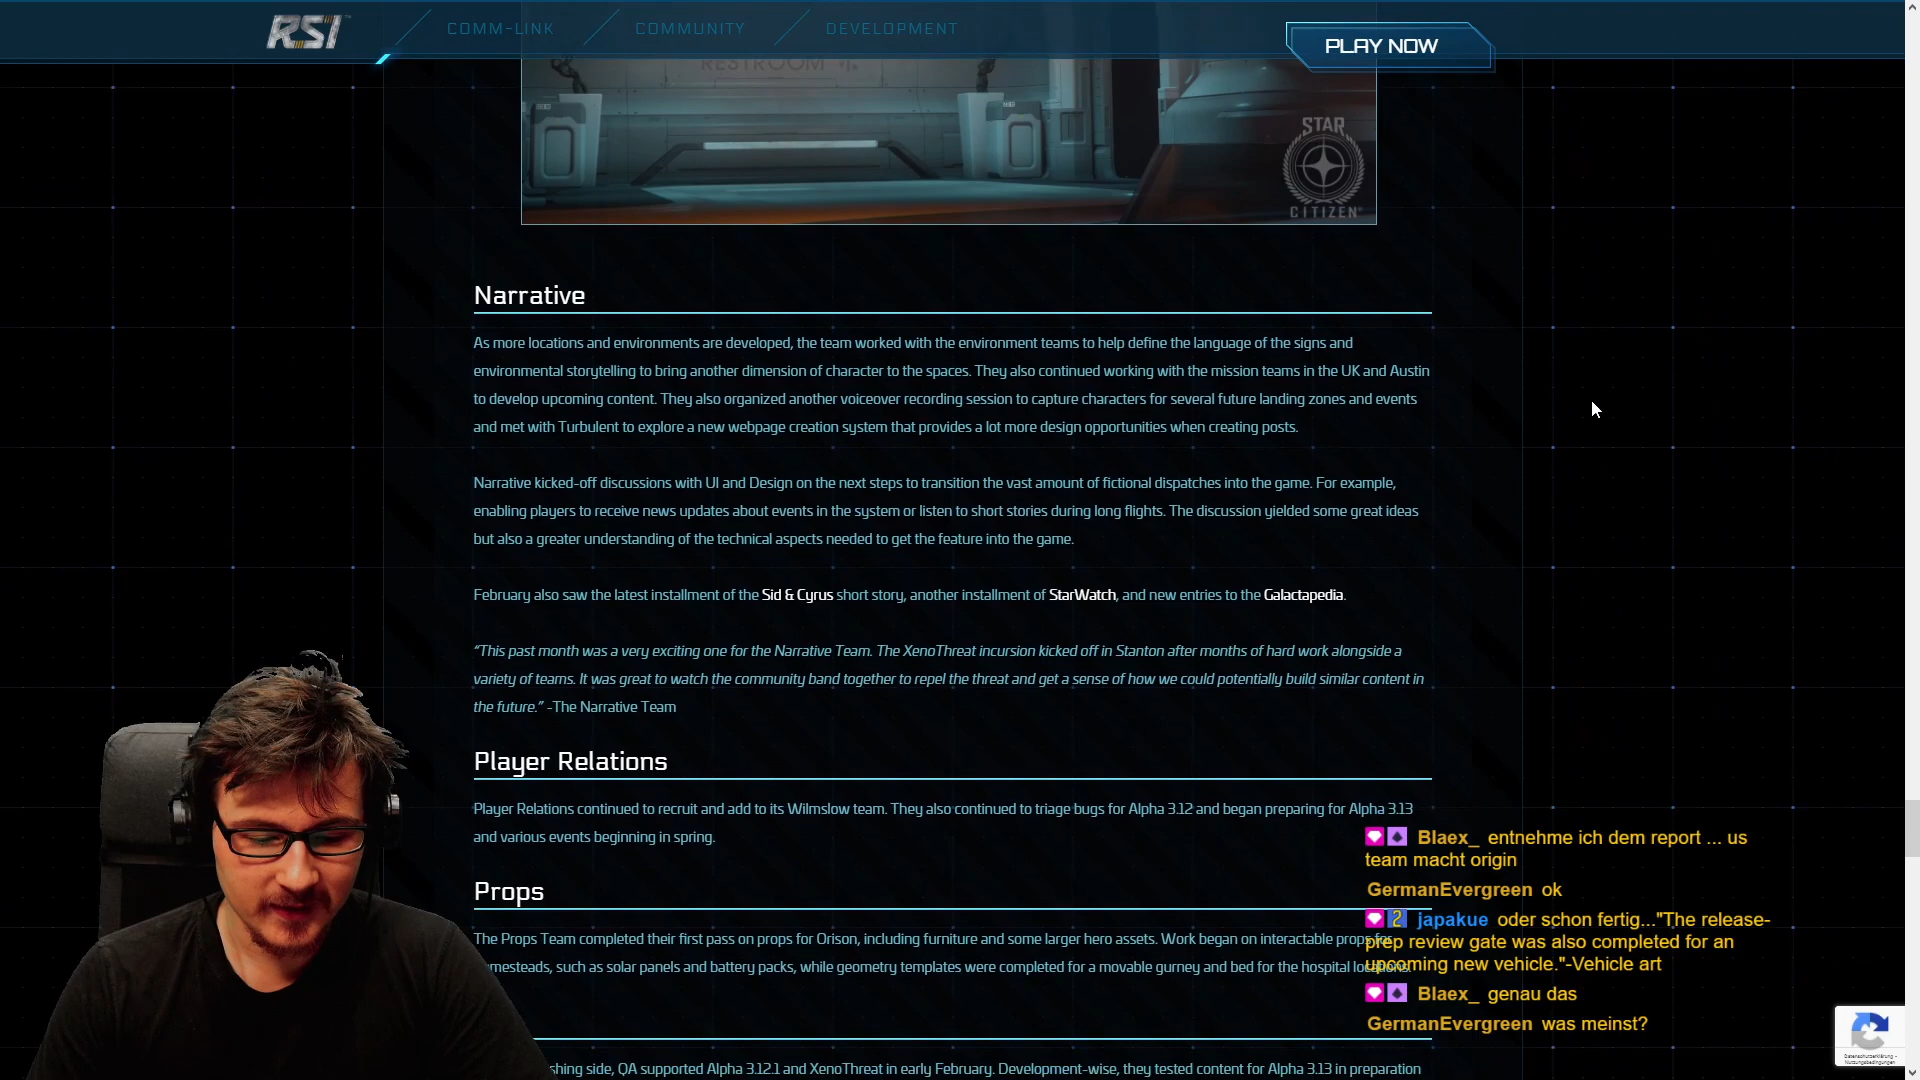 RSI
COMM-LINK
COMMUNITY
DEVELOPMENT
PLAY NOW
RESTROOM
STAR
CITIZEN
Narrative
As more locations and environments are developed, the team worked with the environment teams to help define the language of the signs and
environmental storytelling to bring another dimension of character to the spaces. They also continued working with the mission teams in the UK and Austin
to develop upcoming content. They also organized another voiceover recording session to capture characters for several future landing zones and events
and met with Turbulent to explore a new webpage creation system that provides a lot more design opportunities when creating posts.
Narrative kicked-off discussions with UI and Design on the next steps to transition the vast amount of fictional dispatches into the game. For example,
enabling players to receive news updates about events in the system or listen to short stories during long flights. The discussion yielded some great ideas
but also a greater understanding of the technical aspects needed to get the feature into the game.
February also saw the latest installment of the Sid & Cyrus short story, another installment of StarWatch, and new entries to the Galactapedia.
“This past month was a very exciting one for the Narrative Team. The XenoThreat incursion kicked off in Stanton after months of hard work alongside a
variety of teams. It was great to watch the community band together to repel the threat and get a sense of how we could potentially build similar content in
the future.” -The Narrative Team
Player Relations
Player Relations continued to recruit and add to its Wilmslow team. They also continued to triage bugs for Alpha 3.12 and began preparing for Alpha 3.13
and various events beginning in spring.
Props
The Props Team completed their first pass on props for Orison, including furniture and some larger hero assets. Work began on interactable props for
mesteads, such as solar panels and battery packs, while geometry templates were completed for a movable gurney and bed for the hospital locations.
shing side, QA supported Alpha 3.12.1 and XenoThreat in early February. Development-wise, they tested content for Alpha 3.13 in preparation
Blaex_ entnehme ich dem report ... us
team macht origin
GermanEvergreen ok
2 japakue oder schon fertig..."The release-
prep review gate was also completed for an
upcoming new vehicle."-Vehicle art
Blaex_ genau das
GermanEvergreen was meinst?
Datenschutzerklärung -
Nutzungsbedingungen